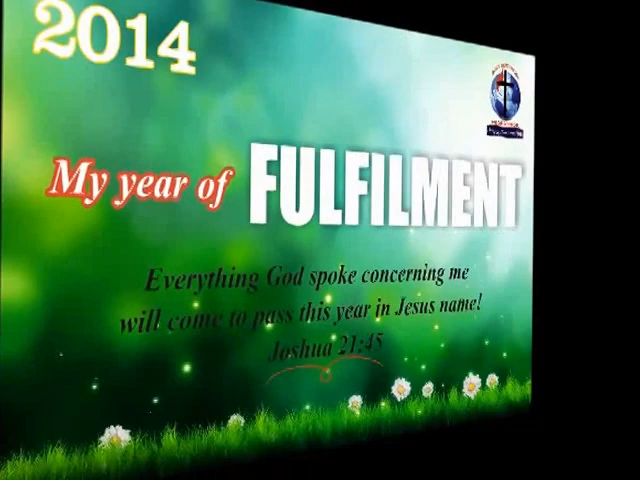 2014
My year of FULFILMENT
Everything God spoke concerning me
will come to pass this year in Jesus name!
Joshua 21:45